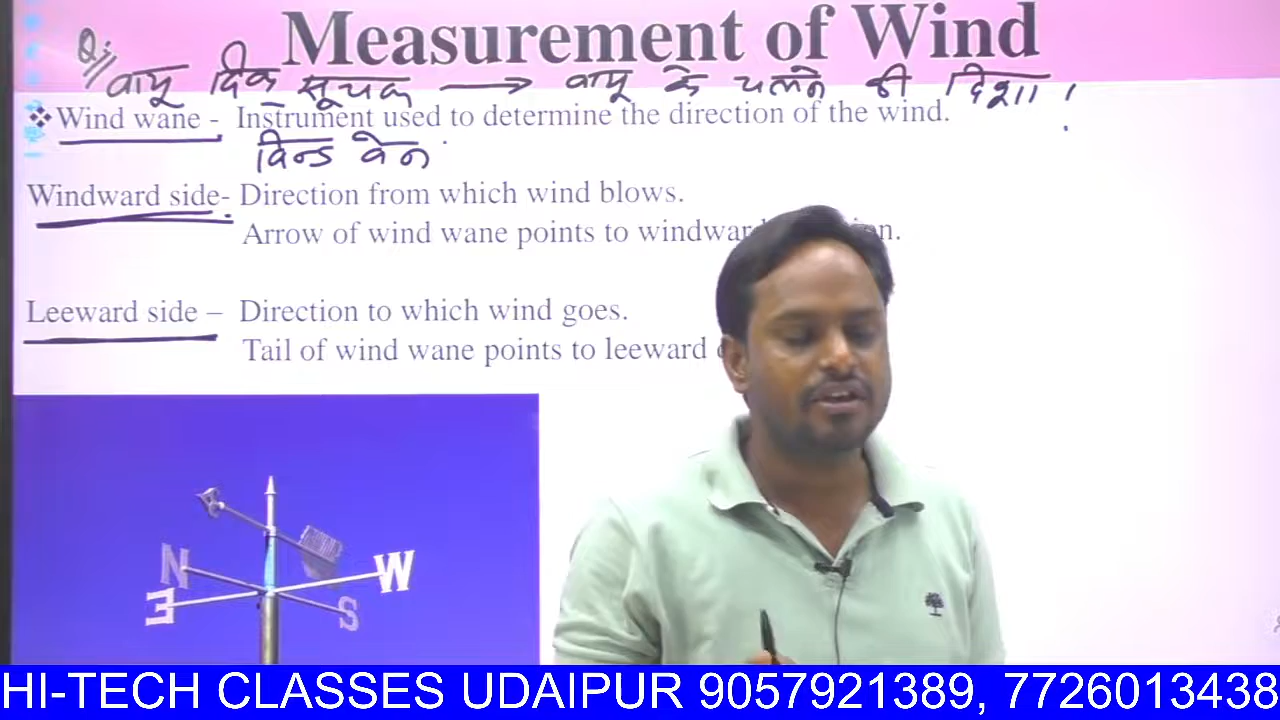 Measurement of Wind
Q:// वायु दिक सूचक → वायु के चलने की दिशा।
❖ Wind wane - Instrument used to determine the direction of the wind.
विन्ड वेन
Windward side- Direction from which wind blows.
Arrow of wind wane points to windward
Leeward side – Direction to which wind goes.
Tail of wind wane points to leeward
N
W
E
S
HI-TECH CLASSES UDAIPUR 9057921389, 7726013438